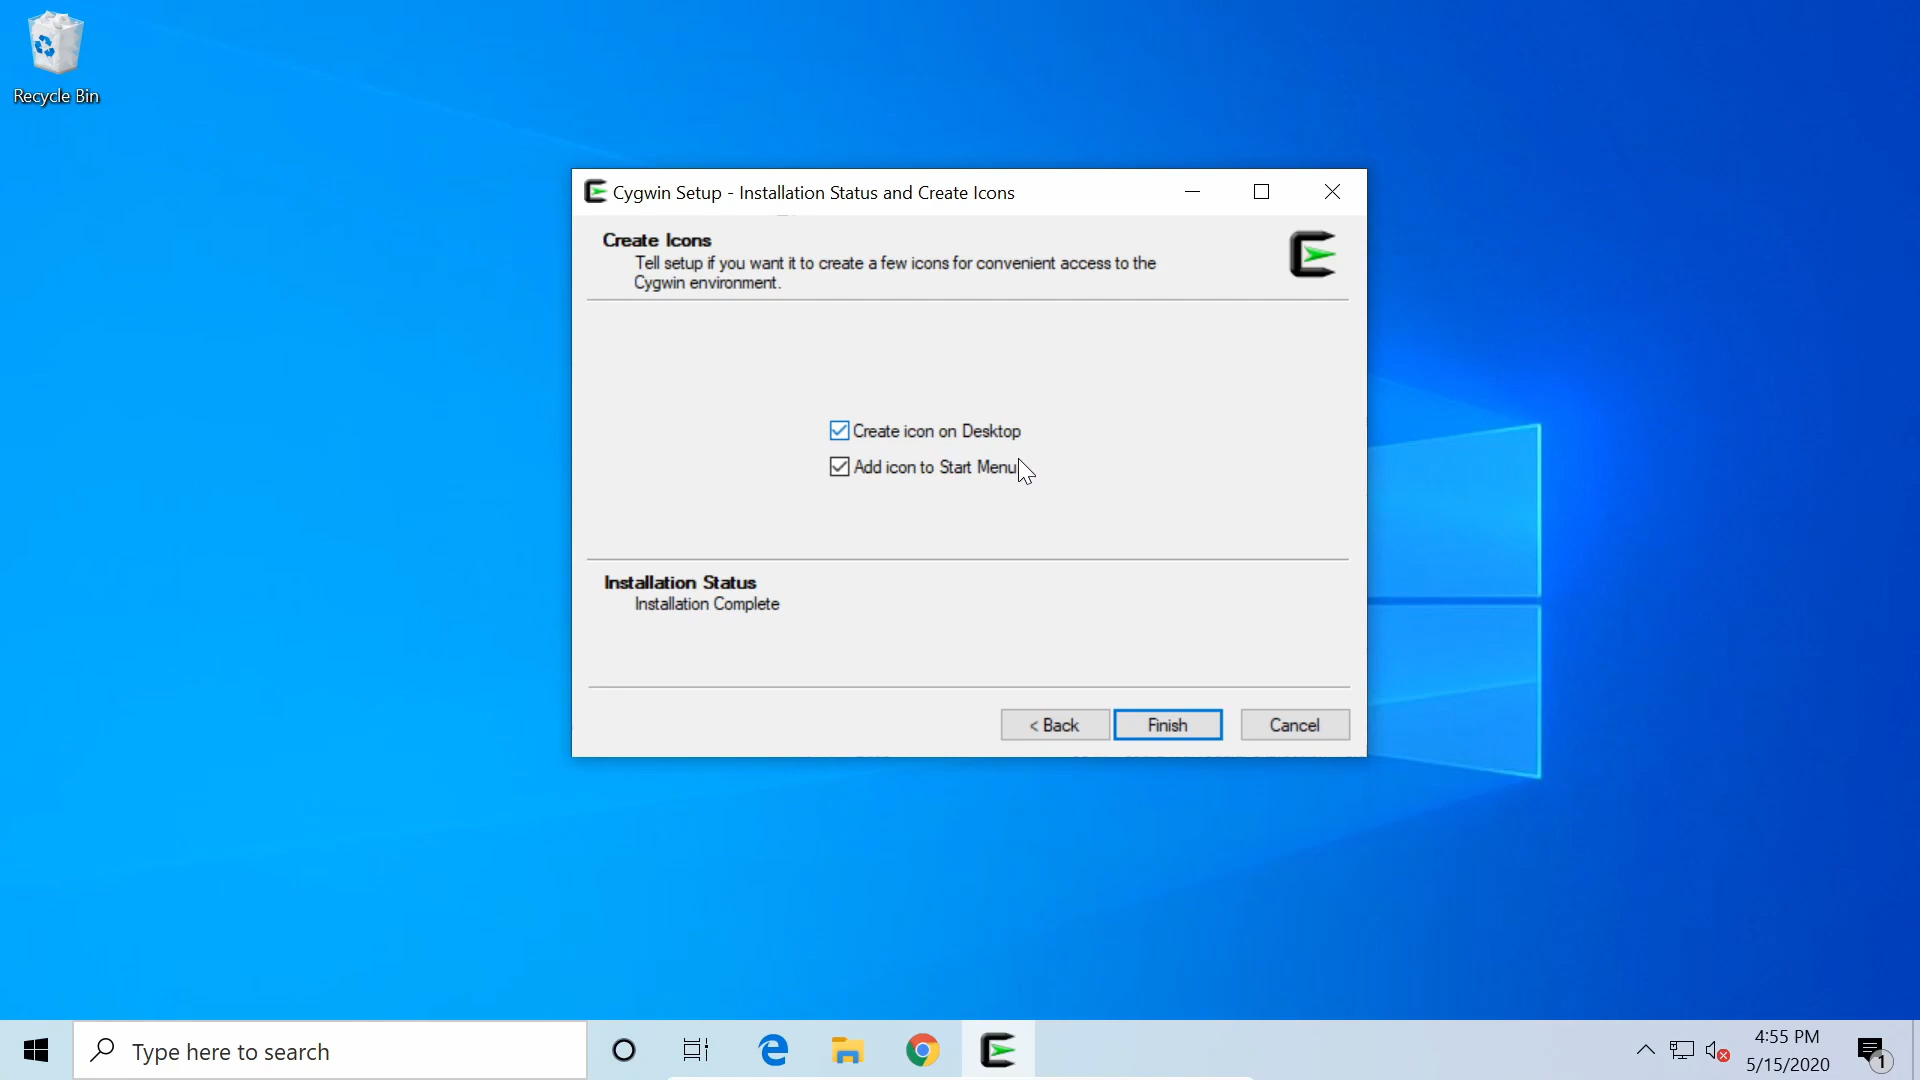 Recycle Bin
Cygwin Setup - Installation Status and Create Icons
Create Icons
Tell setup if you want it to create a few icons for convenient access to the
Cygwin environment.
Create icon on Desktop
Add icon to Start Menu
Installation Status
Installation Complete
< Back
Finish
Cancel
Type here to search
4:55 PM
5/15/2020
1